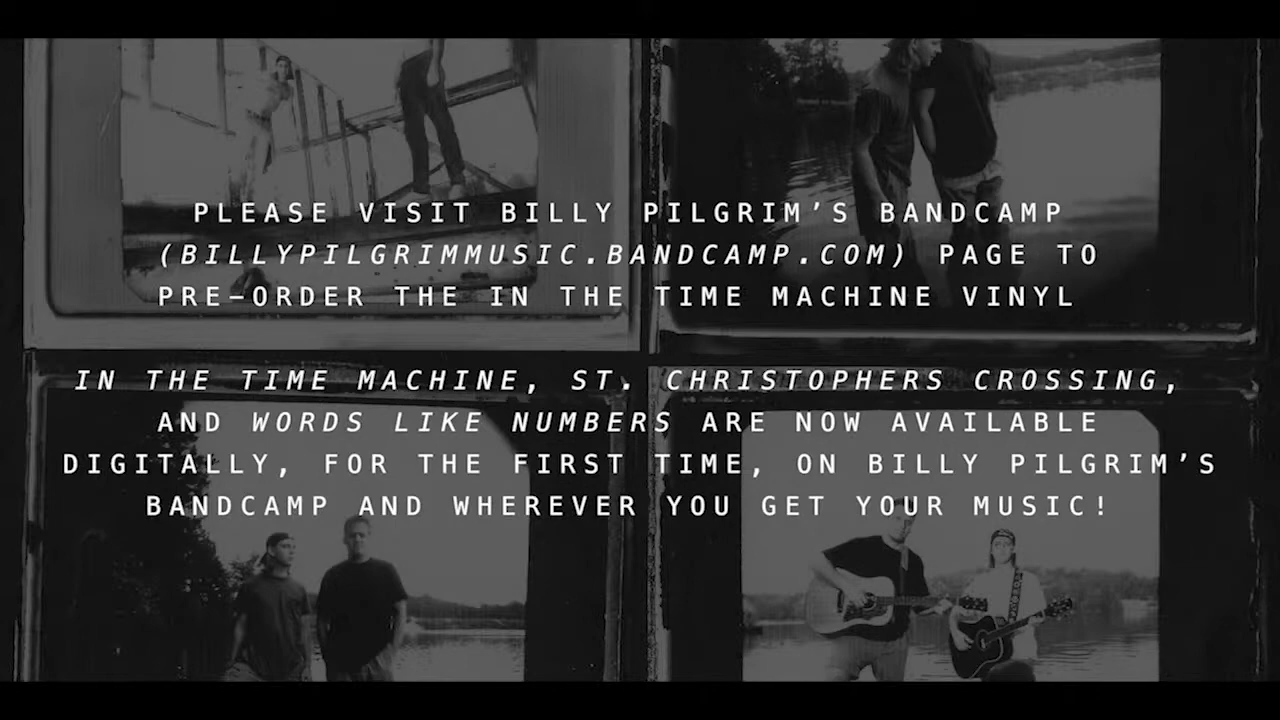 PLEASE VISIT BILLY PILGRIM’S BANDCAMP
(BILLYPILGRIMMUSIC.BANDCAMP.COM) PAGE TO
PRE-ORDER THE IN THE TIME MACHINE VINYL
IN THE TIME MACHINE, ST. CHRISTOPHERS CROSSING,
AND WORDS LIKE NUMBERS ARE NOW AVAILABLE
DIGITALLY, FOR THE FIRST TIME, ON BILLY PILGRIM’S
BANDCAMP AND WHEREVER YOU GET YOUR MUSIC!